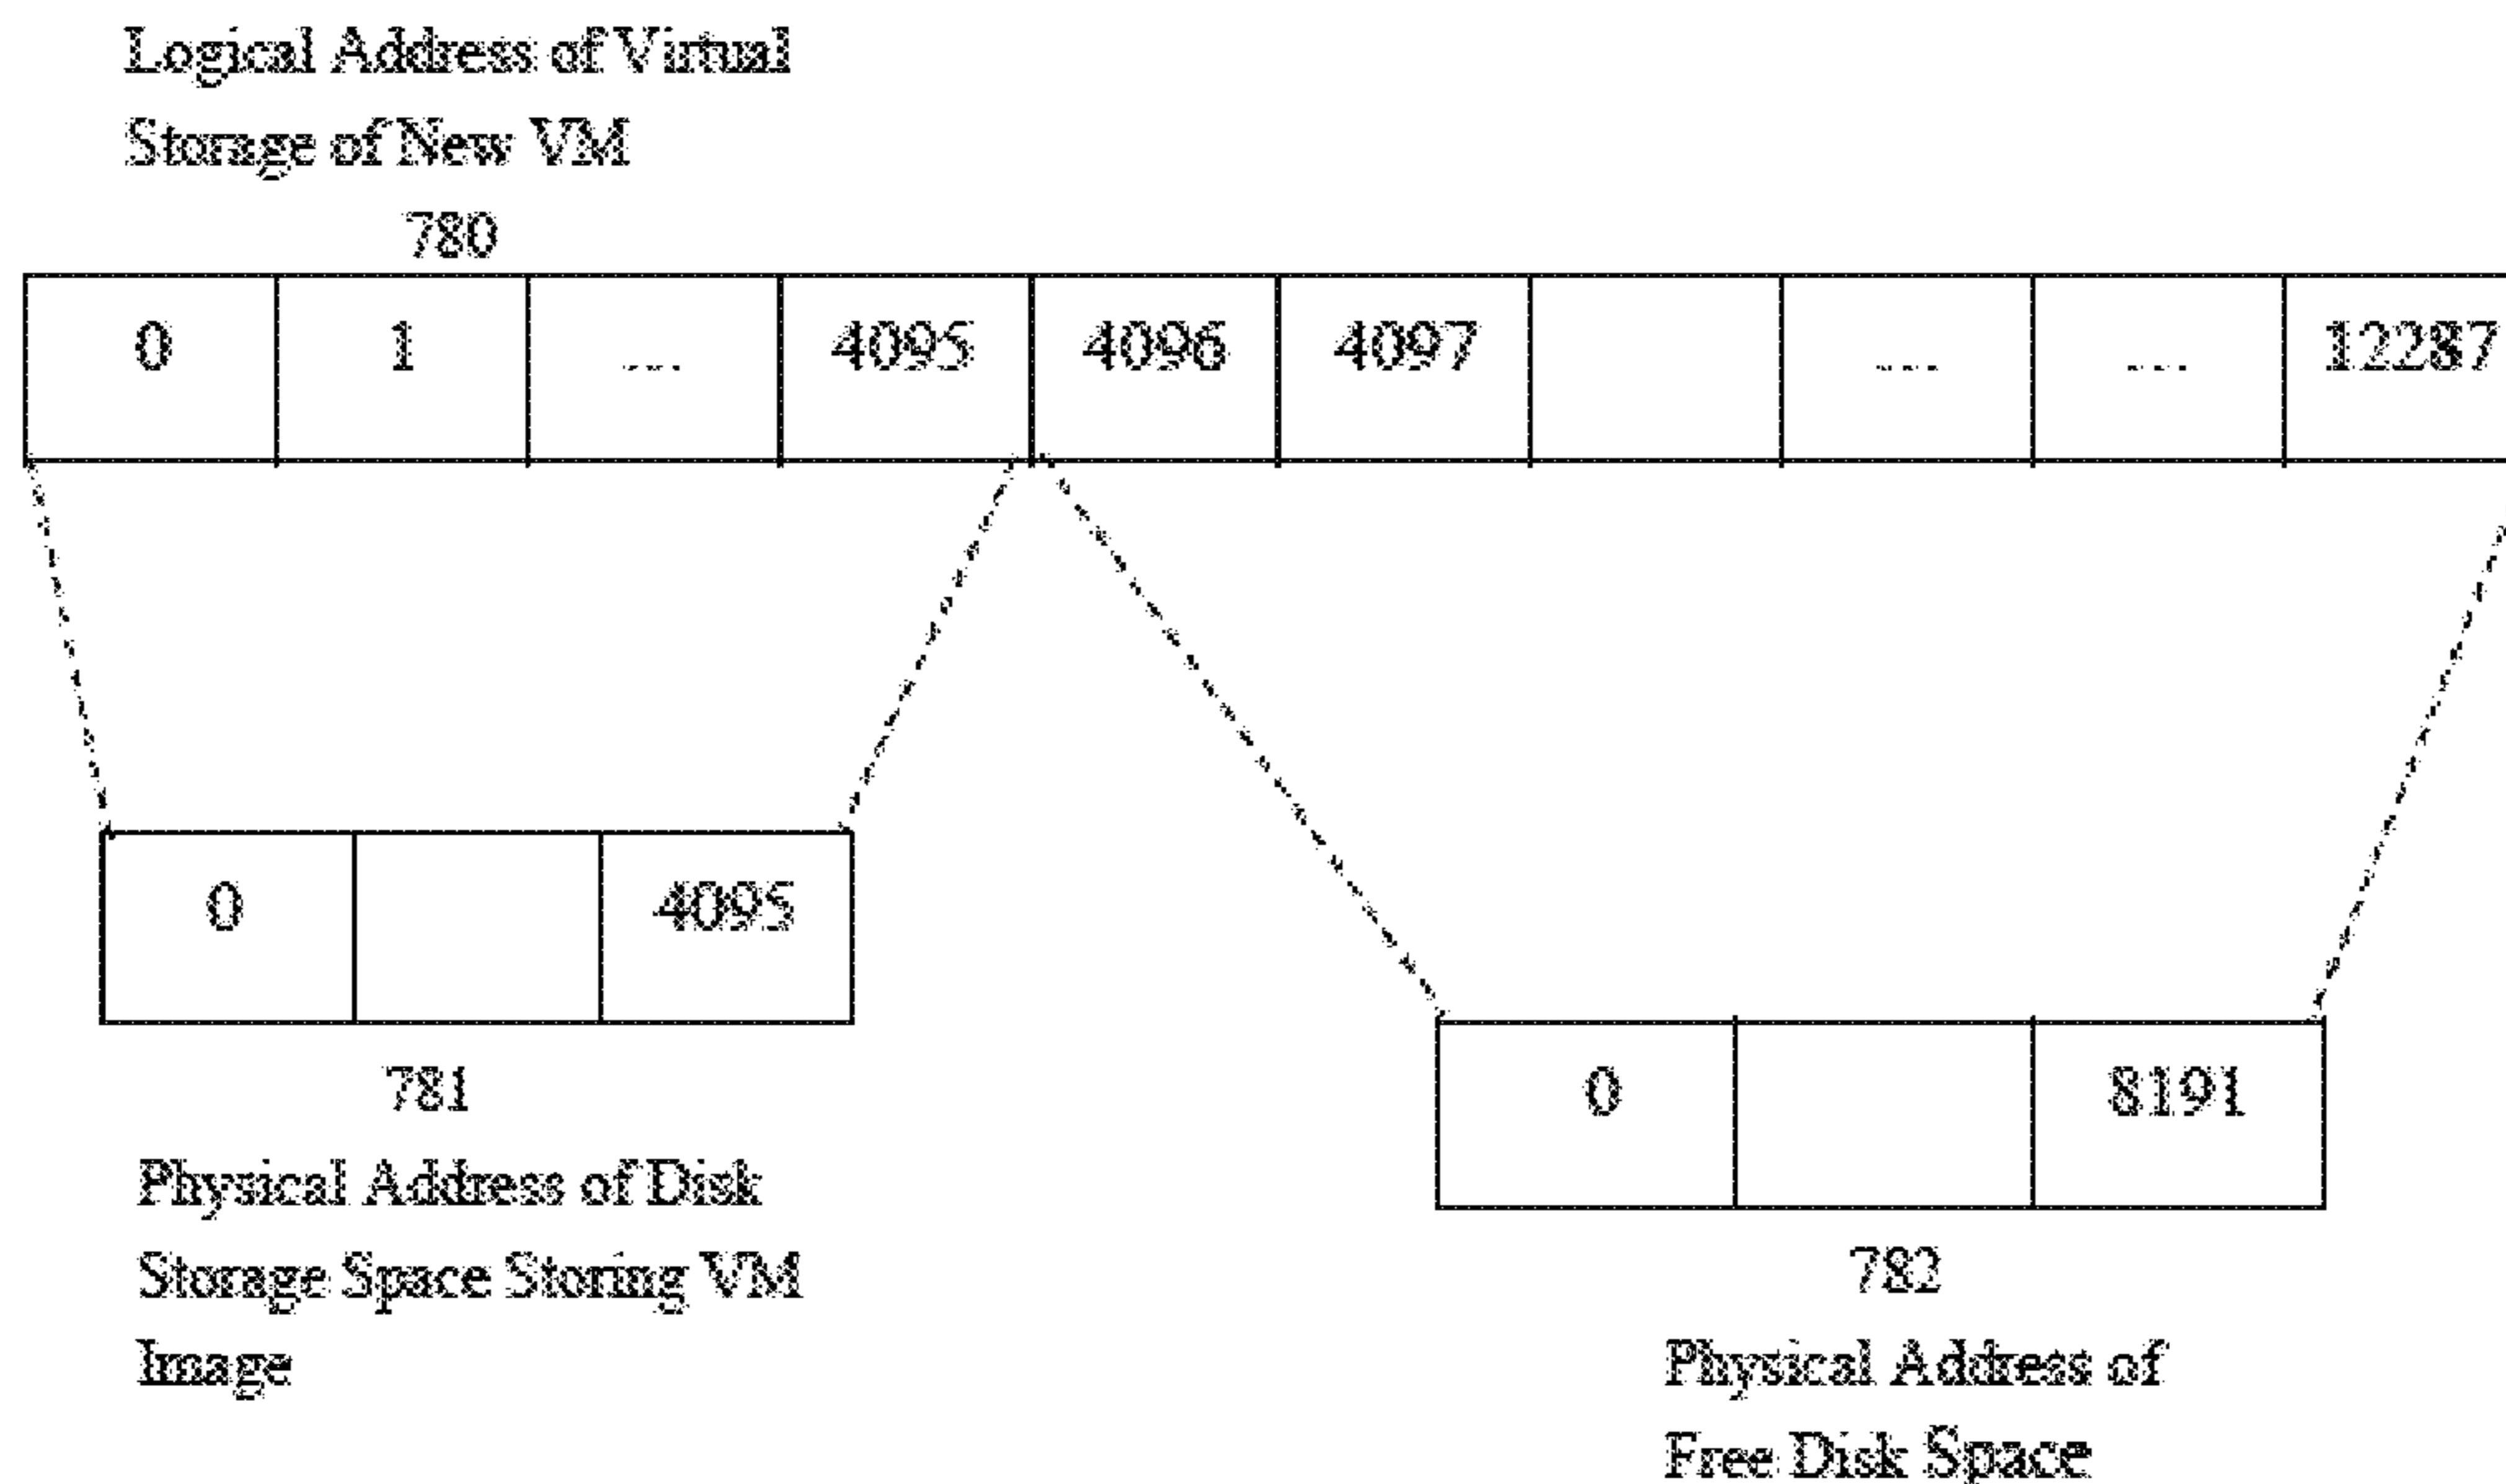 Logical Address of Virtual
Storage of New VM
780
0 1 ... 4095 4096 4097 ... ... 12287
0 4095
781
Physical Address of Disk
Storage Space Storing VM
Image
0 8191
782
Physical Address of
Free Disk Space